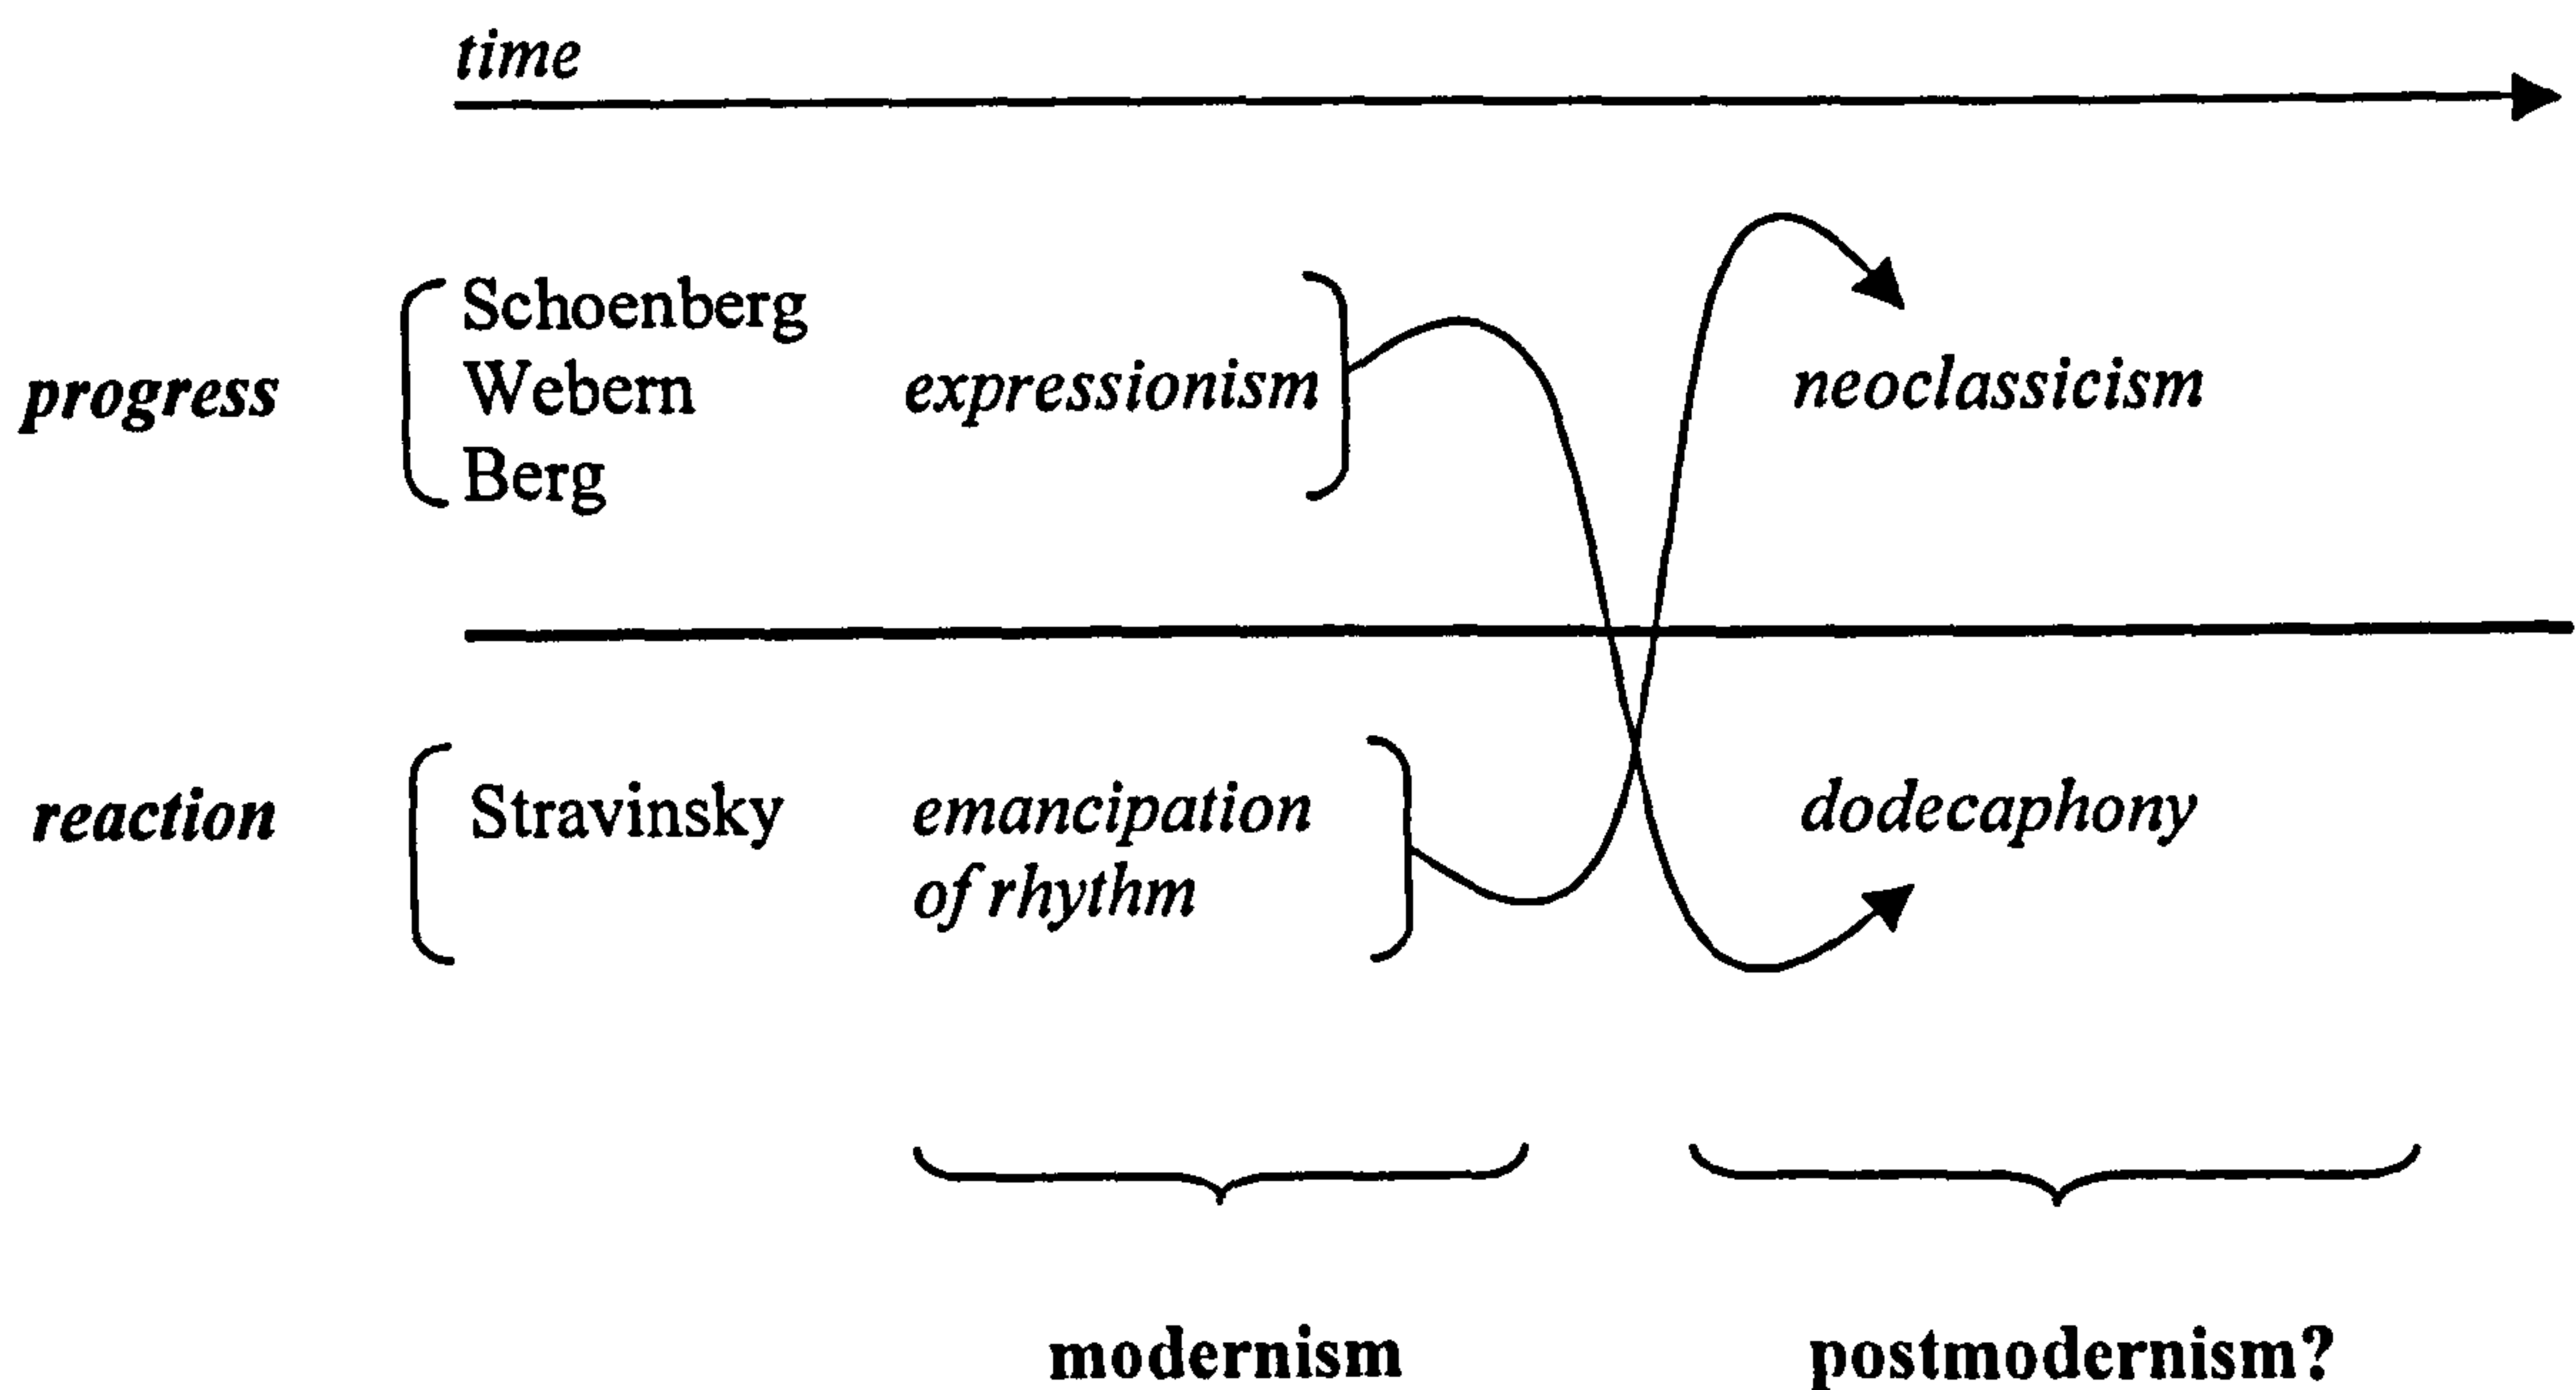 time
progress
Schoenberg
Webern
Berg
expressionism
neoclassicism
reaction
Stravinsky
emancipation
of rhythm
dodecaphony
modernism
postmodernism?